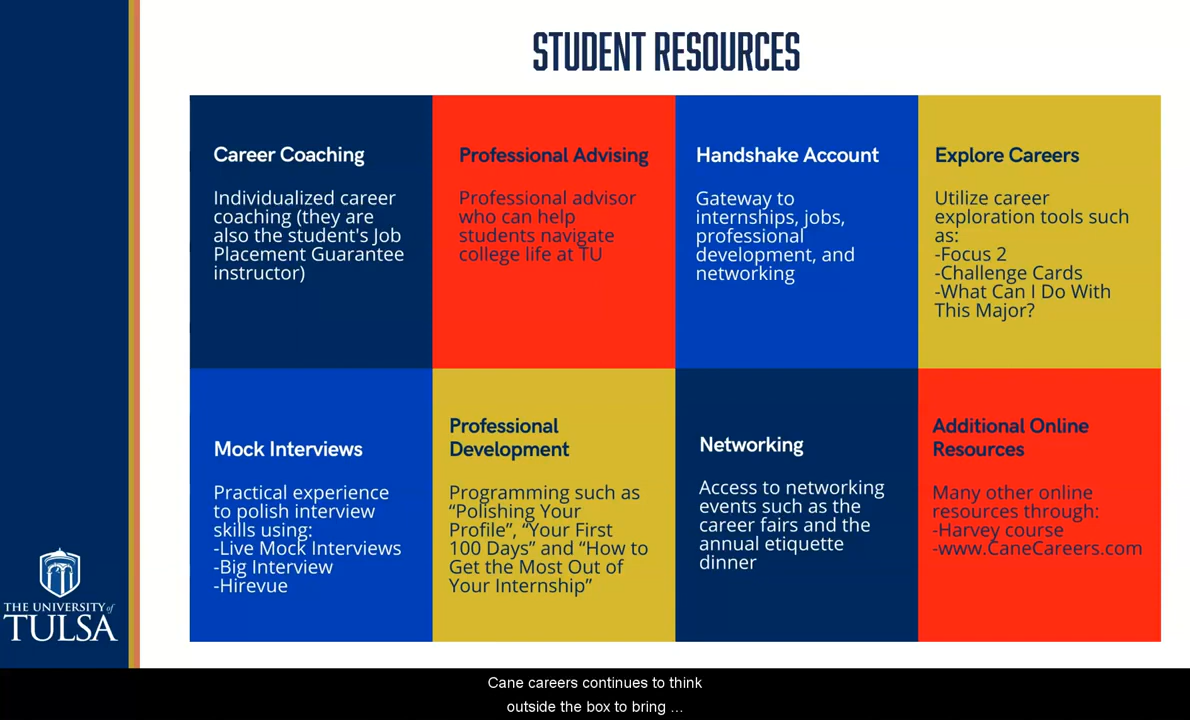 STUDENT RESOURCES
Career Coaching
Individualized career
coaching (they are
also the student's Job
Placement Guarantee
instructor)
Professional Advising
Professional advisor
who can help
students navigate
college life at TU
Handshake Account
Gateway to
internships, jobs,
professional
development, and
networking
Explore Careers
Utilize career
exploration tools such
as:
-Focus 2
-Challenge Cards
-What Can I Do With
This Major?
Mock Interviews
Practical experience
to polish interview
skills using:
-Live Mock Interviews
-Big Interview
-Hirevue
Professional
Development
Programming such as
“Polishing Your
Profile”, “Your First
100 Days” and “How to
Get the Most Out of
Your Internship”
Networking
Access to networking
events such as the
career fairs and the
annual etiquette
dinner
Additional Online
Resources
Many other online
resources through:
-Harvey course
-www.CaneCareers.com
THE UNIVERSITY of
TULSA
Cane careers continues to think
outside the box to bring ...